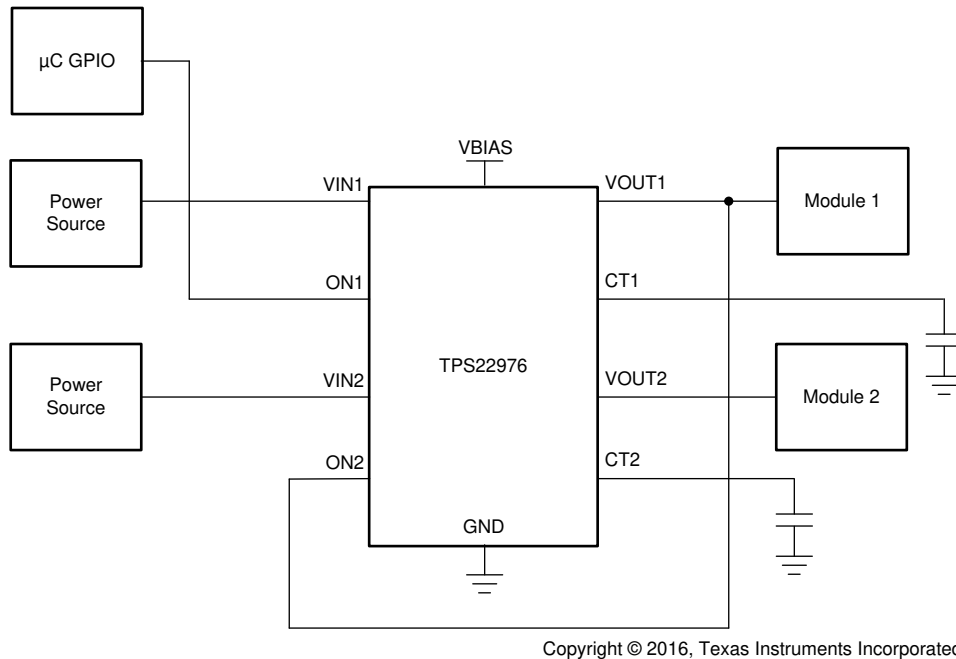 µC GPIO
VBIAS
Power
Source
VIN1
VOUT1
Module 1
ON1
CT1
TPS22976
Power
Source
VIN2
VOUT2
Module 2
ON2
CT2
GND
Copyright © 2016, Texas Instruments Incorporated